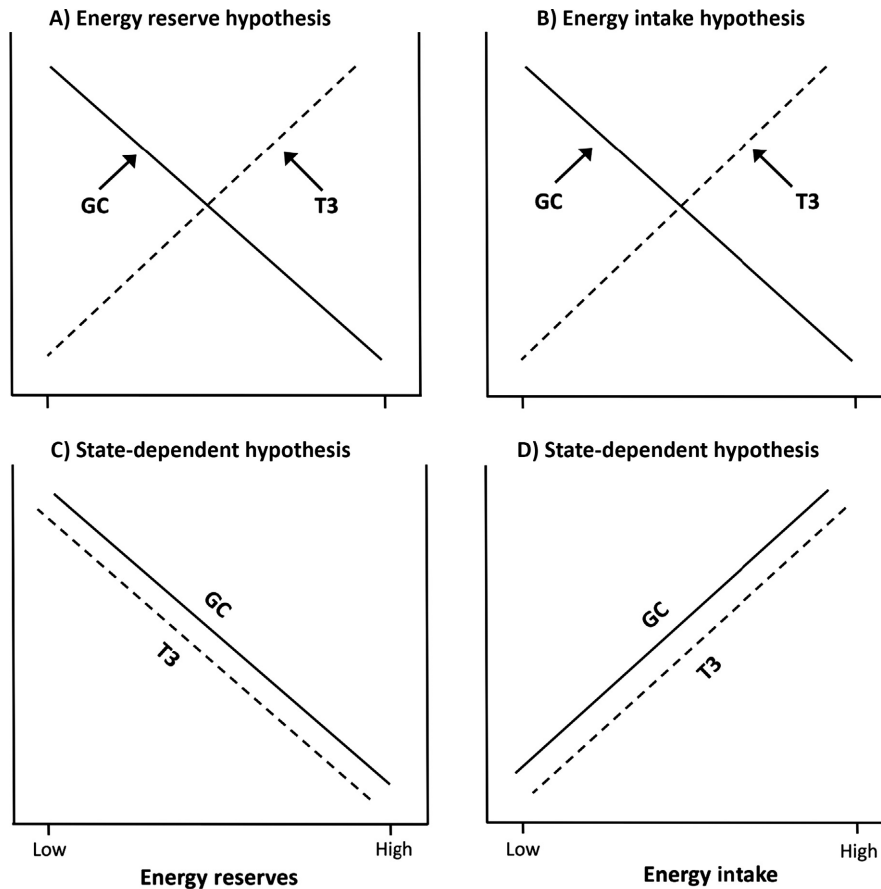 A) Energy reserve hypothesis
B) Energy intake hypothesis
GC
T3
GC
T3
C) State-dependent hypothesis
D) State-dependent hypothesis
GC
T3
GC
T3
Low
High
Low
High
Energy reserves
Energy intake